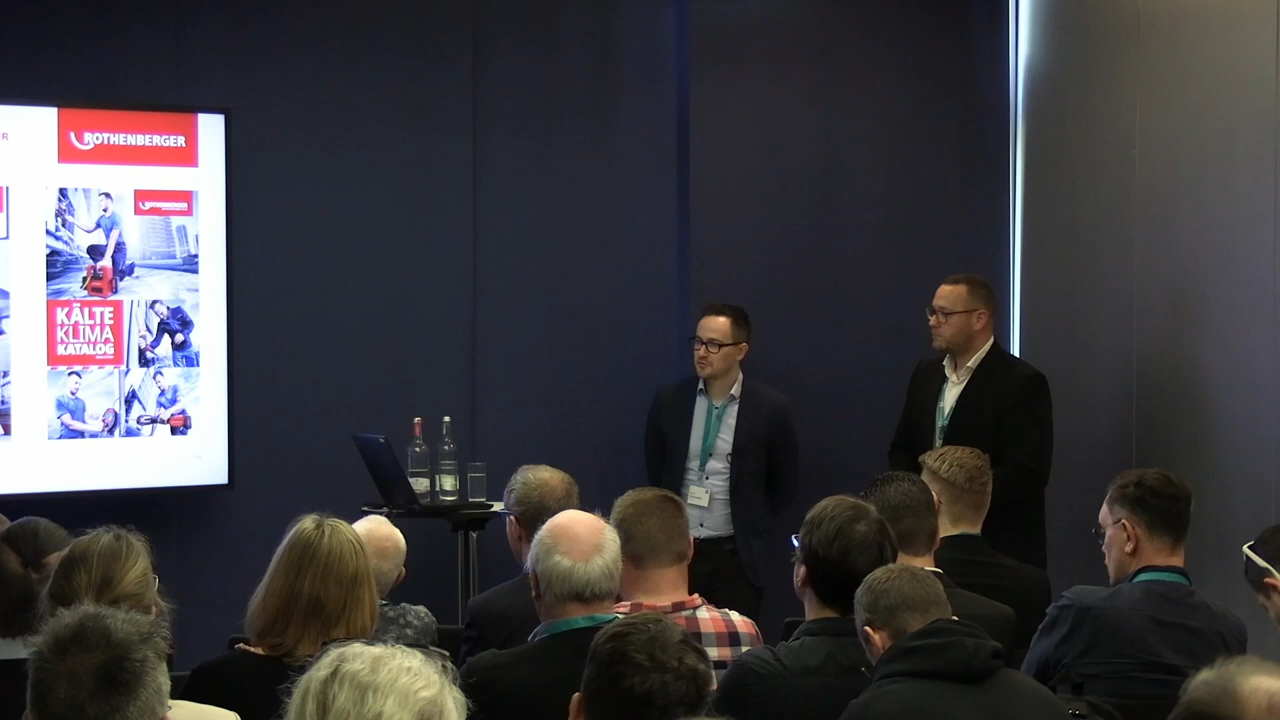 R
ROTHENBERGER
ROTHENBERGER
KÄLTE
KLIMA
KATALOG